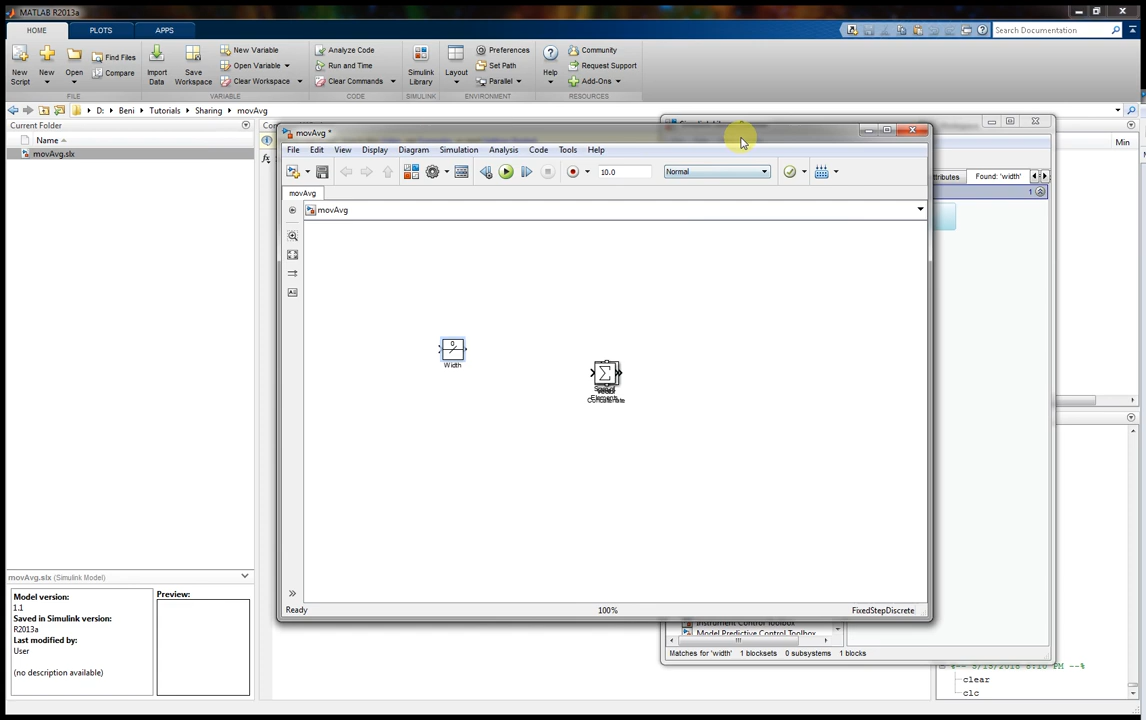 MATLAB R2013a
HOME
PLOTS
APPS
Search Documentation
New Script
New
Open
Find Files
Compare
FILE
Import Data
Save Workspace
New Variable
Open Variable
Clear Workspace
VARIABLE
Analyze Code
Run and Time
Clear Commands
CODE
Simulink Library
SIMULINK
Layout
Preferences
Set Path
Parallel
ENVIRONMENT
Help
Community
Request Support
Add-Ons
RESOURCES
D: Beni Tutorials Sharing movAvg
Current Folder
Name
movAvg.slx
Min
movAvg *
File Edit View Display Diagram Simulation Analysis Code Tools Help
10.0
Normal
movAvg
movAvg
Found: 'width'
1
0
Width
Elements
Concatenate
Ready
100%
FixedStepDiscrete
Model Predictive Control Toolbox
Matches for 'width' 1 blocksets 0 subsystems 1 blocks
clear
clc
movAvg.slx (Simulink Model)
Model version:
1.1
Saved in Simulink version:
R2013a
Last modified by:
User
(no description available)
Preview: